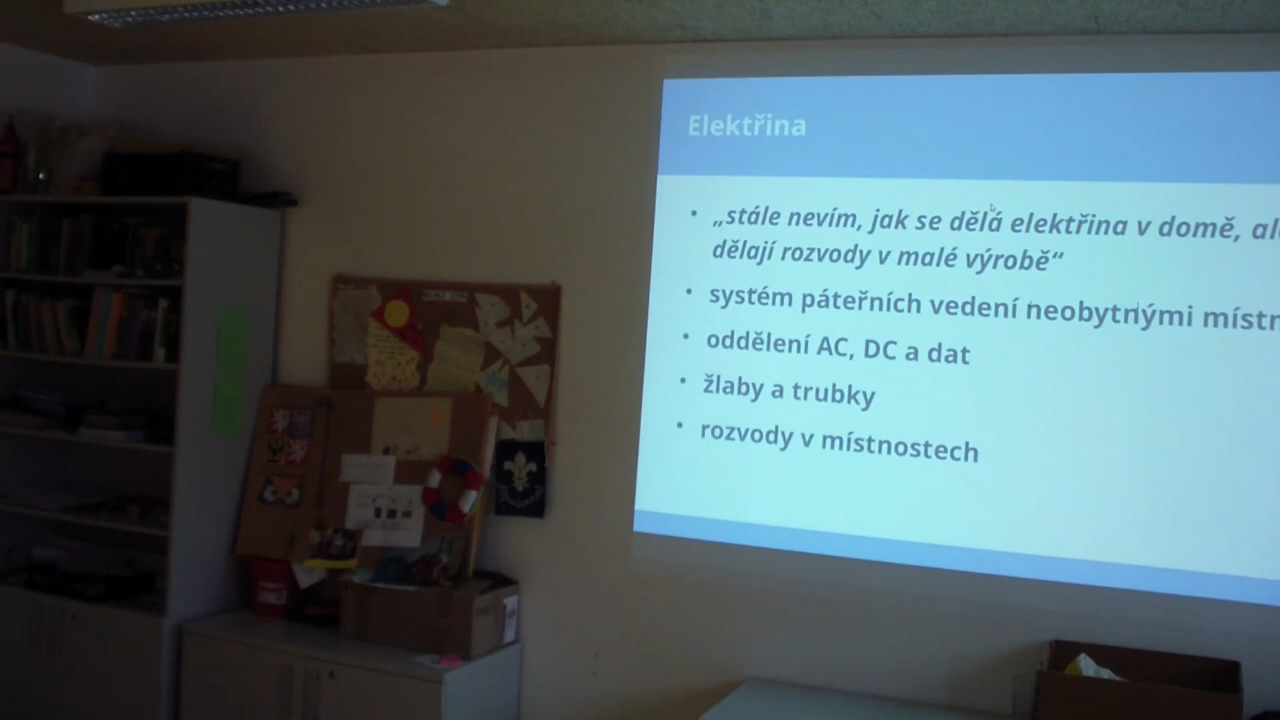 Elektřina
• „stále nevím, jak se dělá elektřina v domě, al
dělají rozvody v malé výrobě“
• systém páteřních vedení neobytnými místn
• oddělení AC, DC a dat
• žlaby a trubky
• rozvody v místnostech